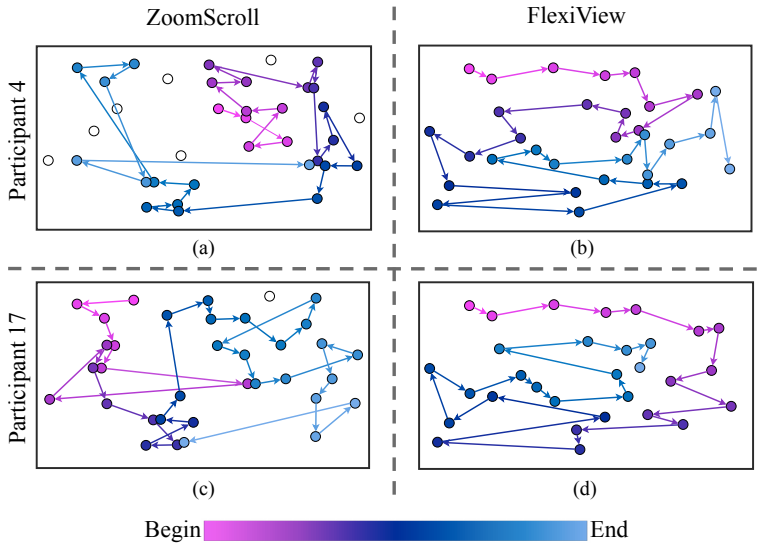 ZoomScroll
FlexiView
Participant 4
(a)
(b)
Participant 17
(c)
(d)
Begin
End